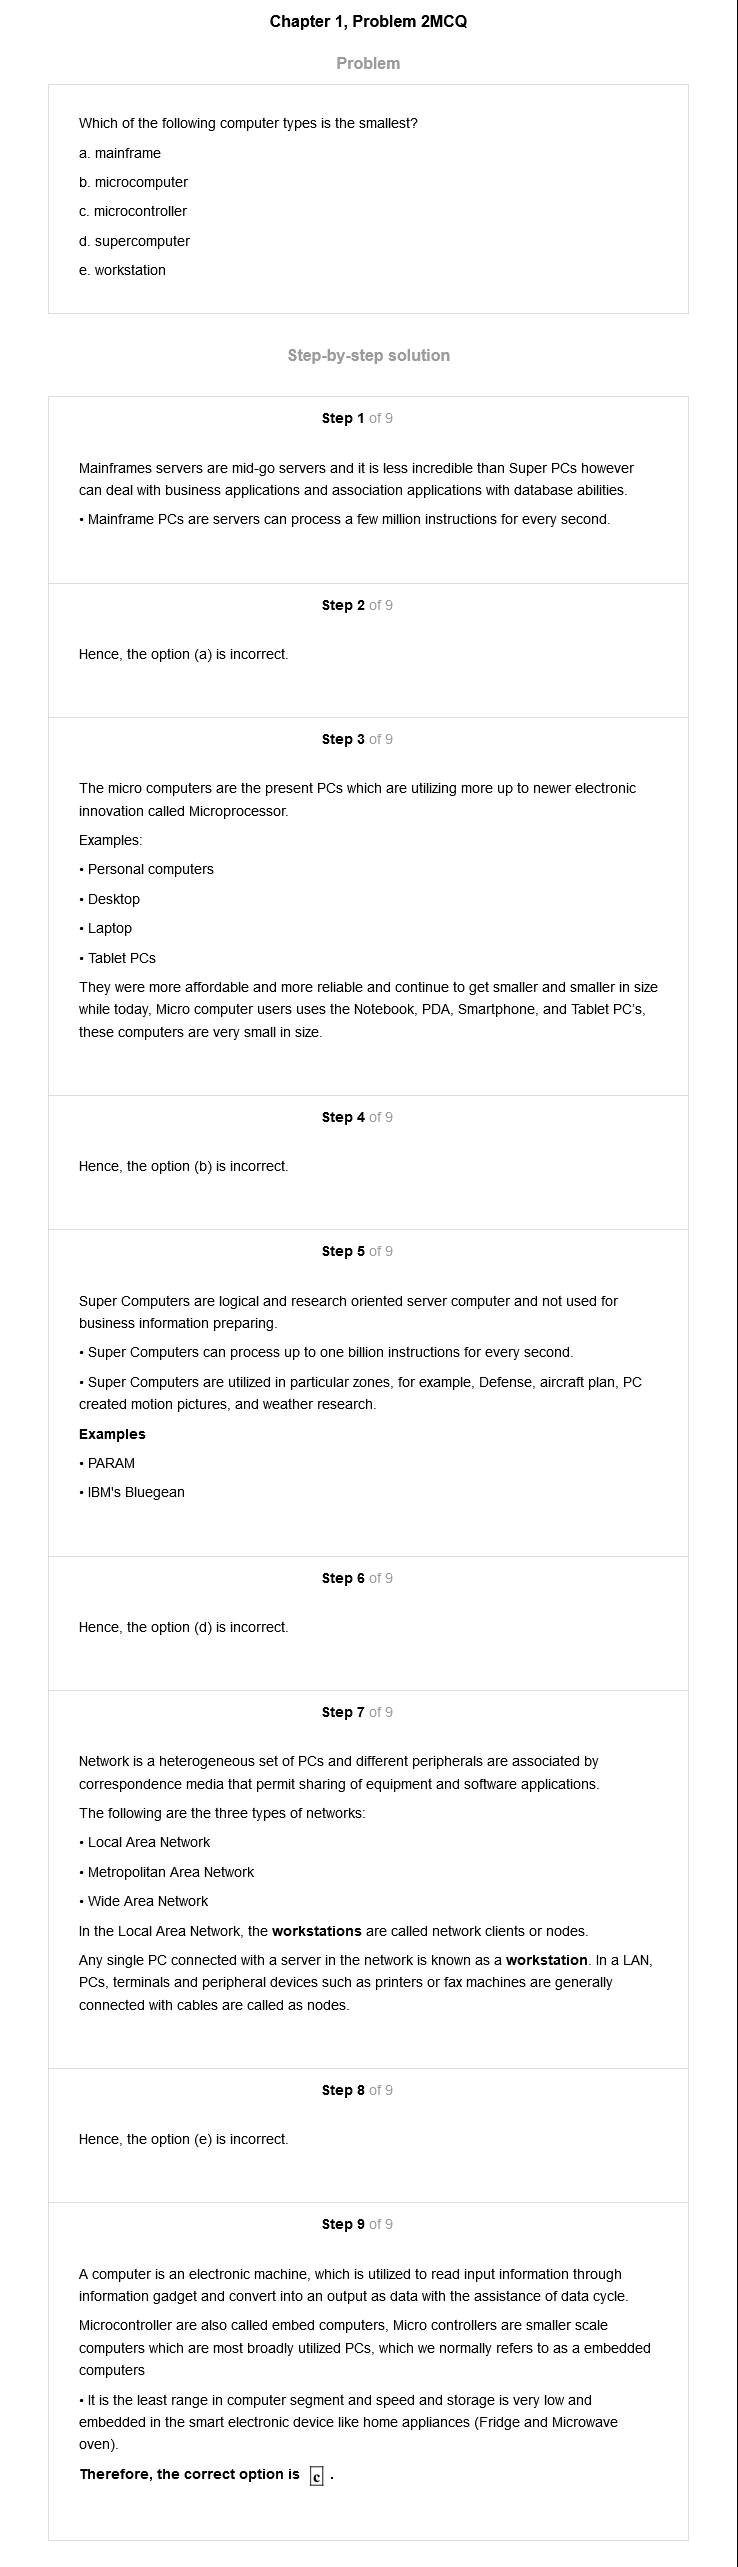 Chapter 1, Problem 2MCQ
Problem
Which of the following computer types is the smallest?
a. mainframe
b. microcomputer
c. microcontroller
d. supercomputer
e. workstation
Step-by-step solution
Step 1 of 9
Mainframes servers are mid-go servers and it is less incredible than Super PCs however
can deal with business applications and association applications with database abilities.
• Mainframe PCs are servers can process a few million instructions for every second.
Step 2 of 9
Hence, the option (a) is incorrect.
Step 3 of 9
The micro computers are the present PCs which are utilizing more up to newer electronic
innovation called Microprocessor.
Examples:
• Personal computers
• Desktop
• Laptop
• Tablet PCs
They were more affordable and more reliable and continue to get smaller and smaller in size
while today, Micro computer users uses the Notebook, PDA, Smartphone, and Tablet PC's,
these computers are very small in size.
Step 4 of 9
Hence, the option (b) is incorrect.
Step 5 of 9
Super Computers are logical and research oriented server computer and not used for
business information preparing.
• Super Computers can process up to one billion instructions for every second.
• Super Computers are utilized in particular zones, for example, Defense, aircraft plan, PC
created motion pictures, and weather research.
Examples
• PARAM
• IBM's Bluegean
Step 6 of 9
Hence, the option (d) is incorrect.
Step 7 of 9
Network is a heterogeneous set of PCs and different peripherals are associated by
correspondence media that permit sharing of equipment and software applications.
The following are the three types of networks:
• Local Area Network
• Metropolitan Area Network
• Wide Area Network
In the Local Area Network, the workstations are called network clients or nodes.
Any single PC connected with a server in the network is known as a workstation. In a LAN,
PCs, terminals and peripheral devices such as printers or fax machines are generally
connected with cables are called as nodes.
Step 8 of 9
Hence, the option (e) is incorrect.
Step 9 of 9
A computer is an electronic machine, which is utilized to read input information through
information gadget and convert into an output as data with the assistance of data cycle.
Microcontroller are also called embed computers, Micro controllers are smaller scale
computers which are most broadly utilized PCs, which we normally refers to as a embedded
computers
• It is the least range in computer segment and speed and storage is very low and
embedded in the smart electronic device like home appliances (Fridge and Microwave
oven).
Therefore, the correct option is c .